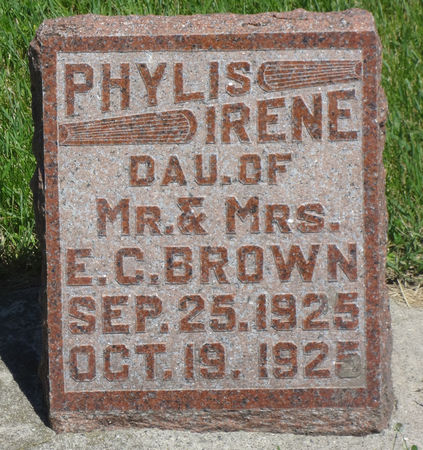 PHYLIS
IRENE
DAU. OF
MR. & MRS.
E. C. BROWN
SEP. 25. 1925
OCT. 19. 1925